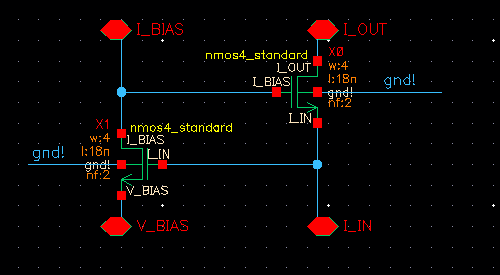 I_BIAS
I_OUT
nmos4_standard
X0
w:4
I_OUT
l:18n
gnd!
I_BIAS
gnd!
nf:2
I_IN
X1
nmos4_standard
w:4
I_BIAS
l:18n
I_IN
gnd!
gnd!
nf:2
V_BIAS
V_BIAS
I_IN